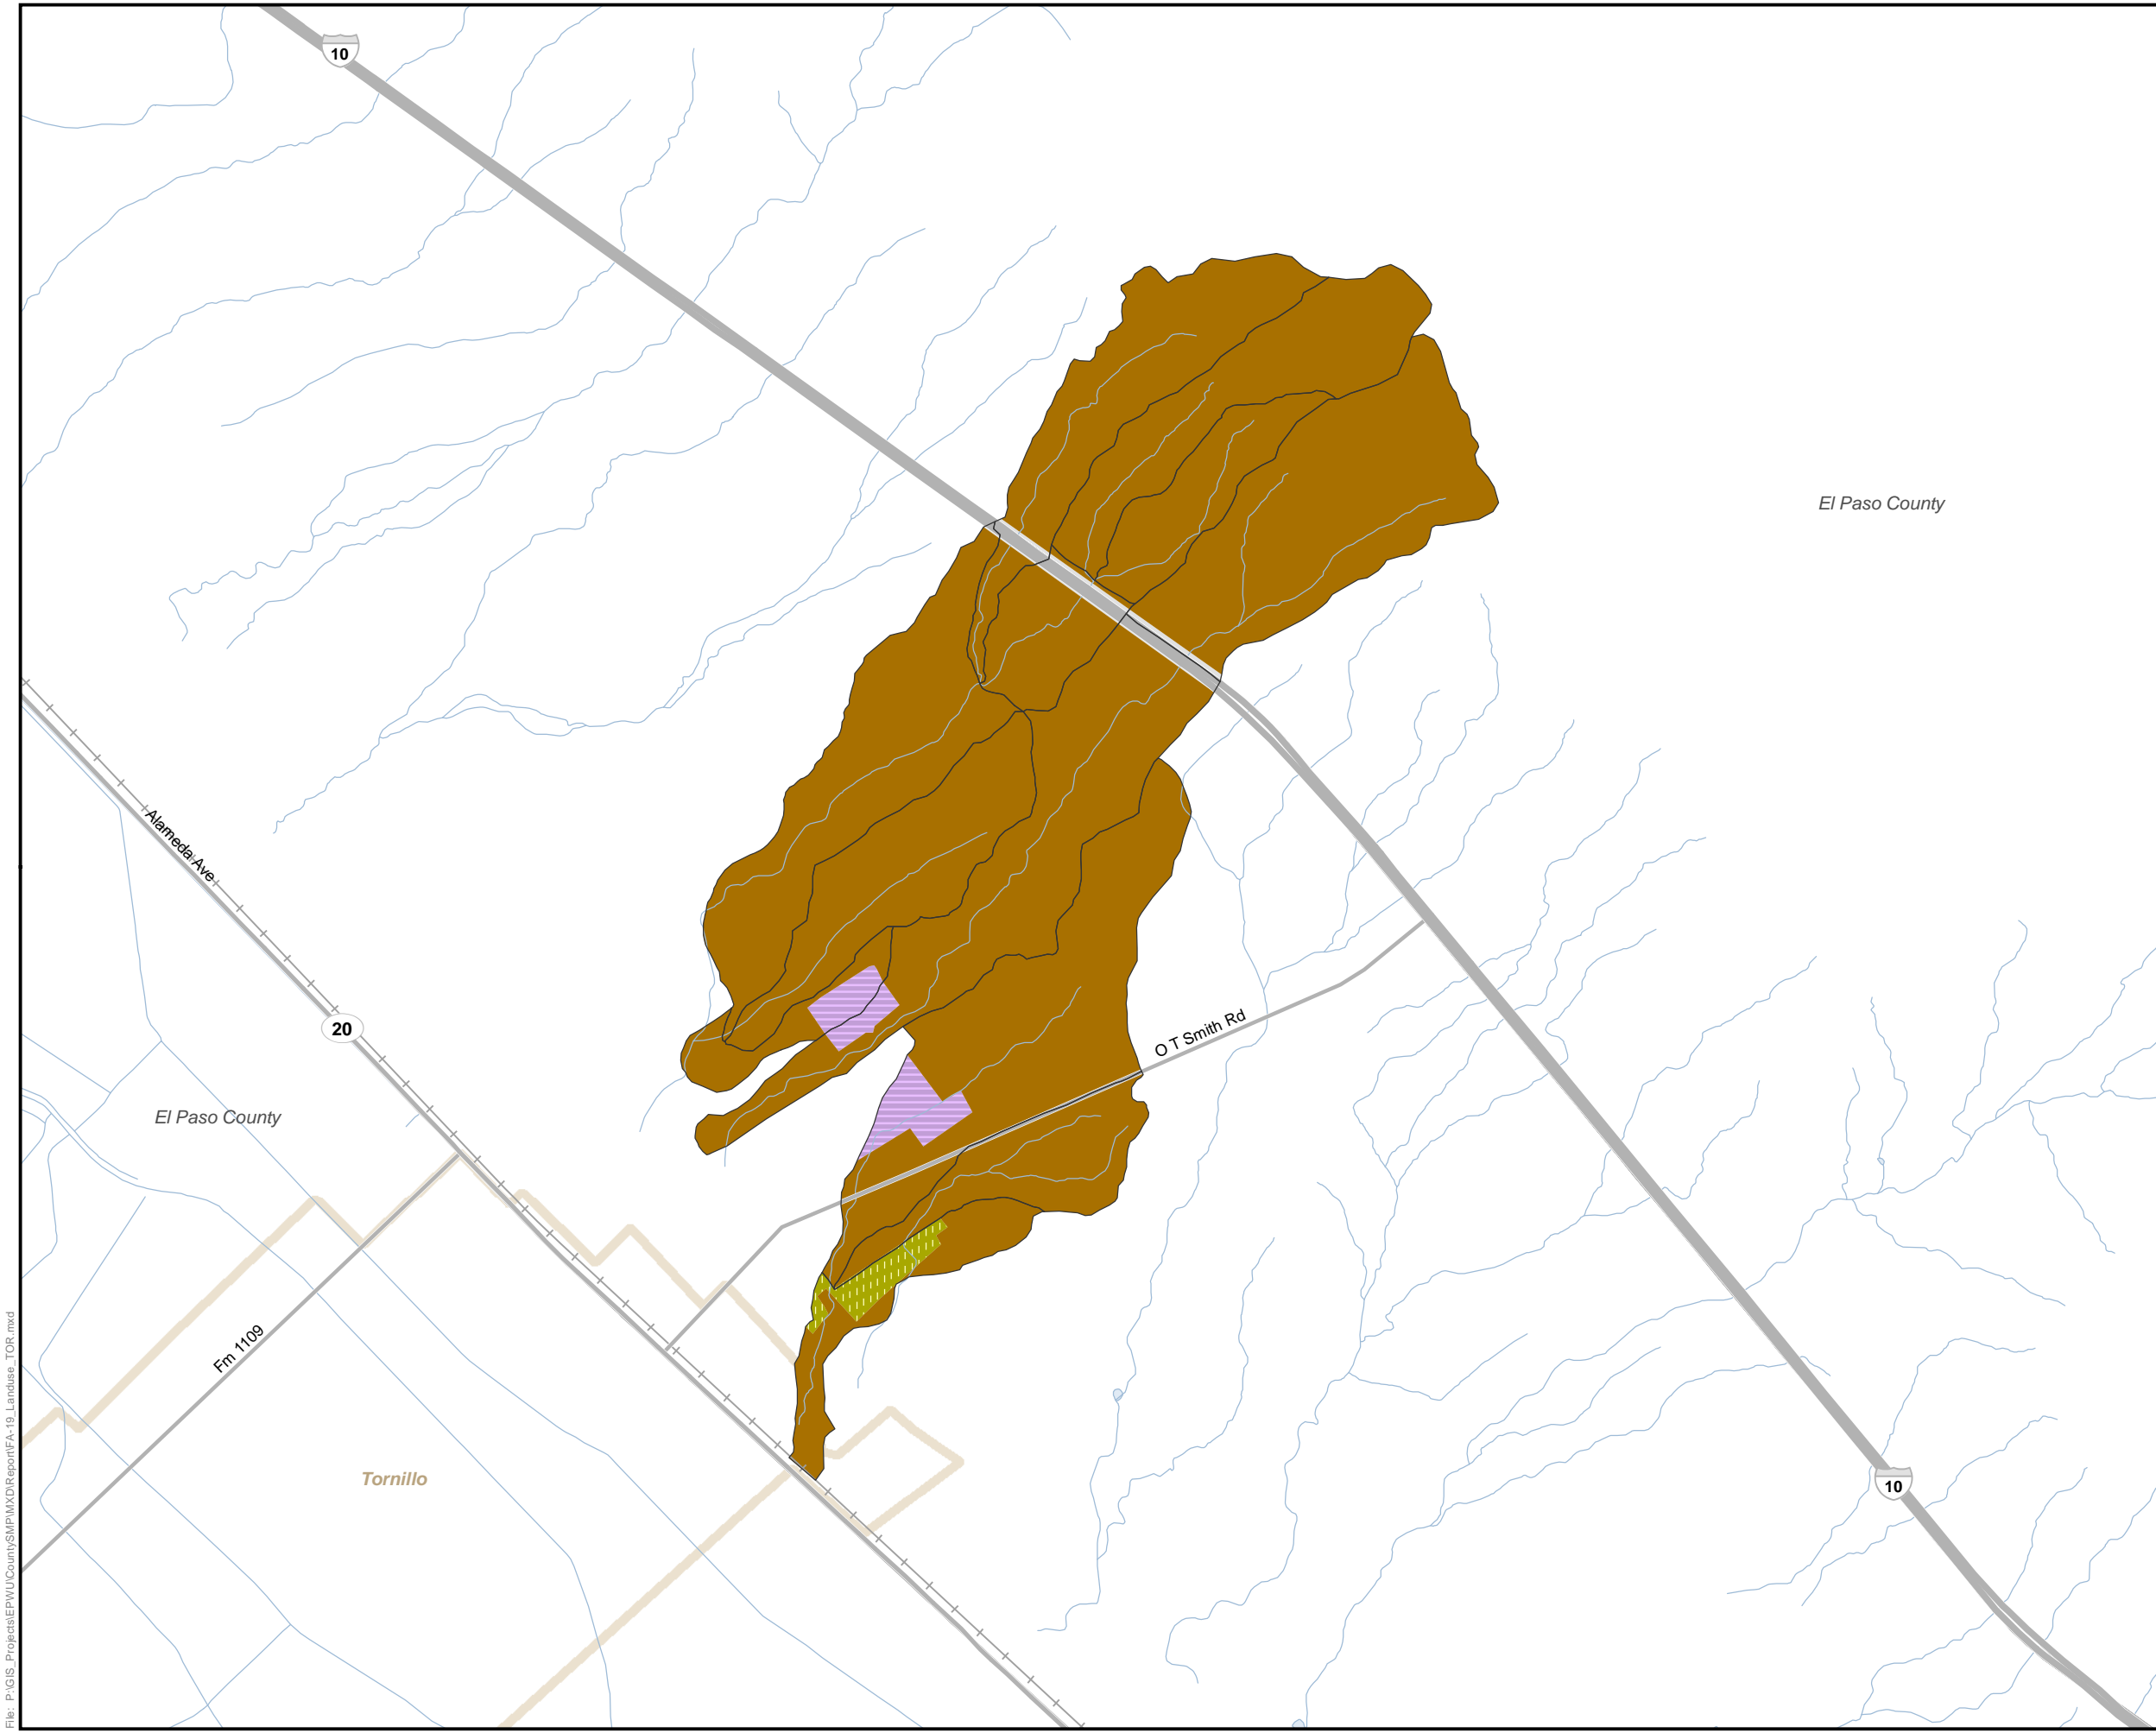 10
El Paso County
Alameda Ave
20
O T Smith Rd
El Paso County
Fm 1109
Tornillo
10
File: P:\GIS_Projects\EPWU\CountySMP\MXD\Report\FA-19_Landuse_TOR.mxd